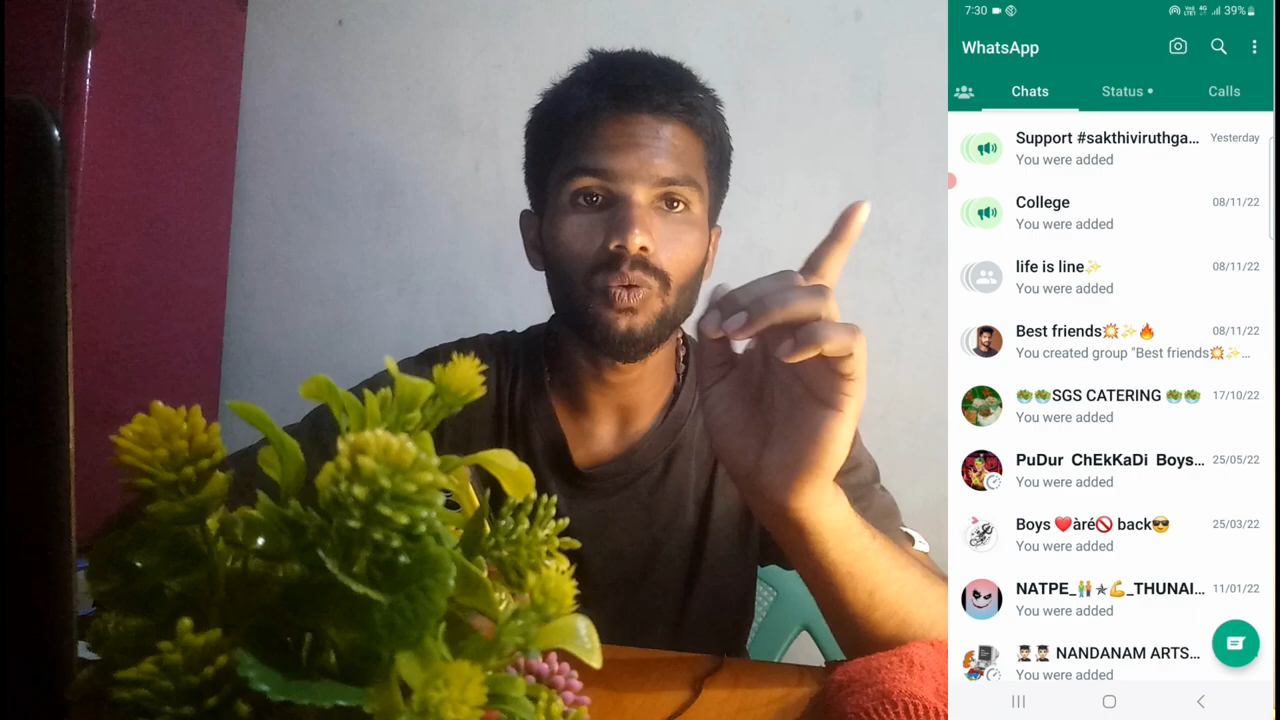 7:30
Vo) LTE1 4G 39%
WhatsApp
Chats Status Calls
Support #sakthiviruthga... Yesterday
You were added
College 08/11/22
You were added
life is line✨ 08/11/22
You were added
Best friends💥✨🔥 08/11/22
You created group "Best friends💥✨...
SGS CATERING 17/10/22
You were added
PuDur ChEkKaDi Boys... 25/05/22
You were added
Boys ❤️àré🚫 back😎 25/03/22
You were added
NATPE_👬✯💪_THUNAI... 11/01/22
You were added
👨🏻‍🎓👨🏻‍🎓 NANDANAM ARTS...
You were added